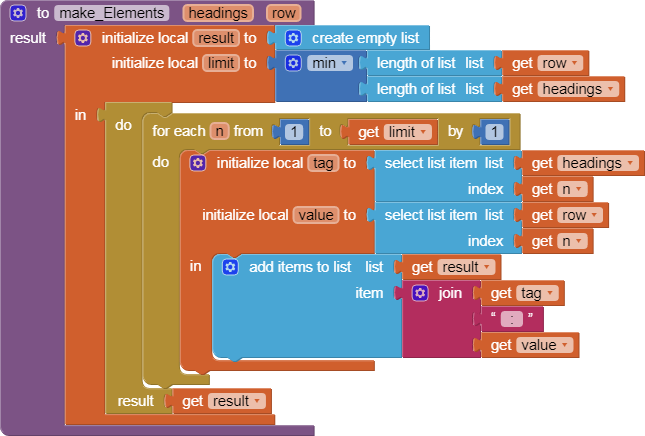 to make_Elements headings row
result initialize local result to create empty list
initialize local limit to min length of list list get row
length of list list get headings
in
do
for each n from 1 to get limit by 1
do initialize local tag to select list item list get headings
index get n
initialize local value to select list item list get row
index get n
in add items to list list get result
item join get tag
“ : ”
get value
result get result